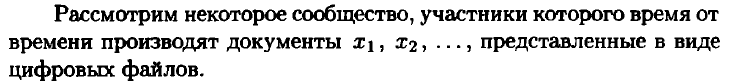 Рассмотрим некоторое сообщество, участники которого время от
времени производят документы x₁, x₂, ..., представленные в виде
цифровых файлов.